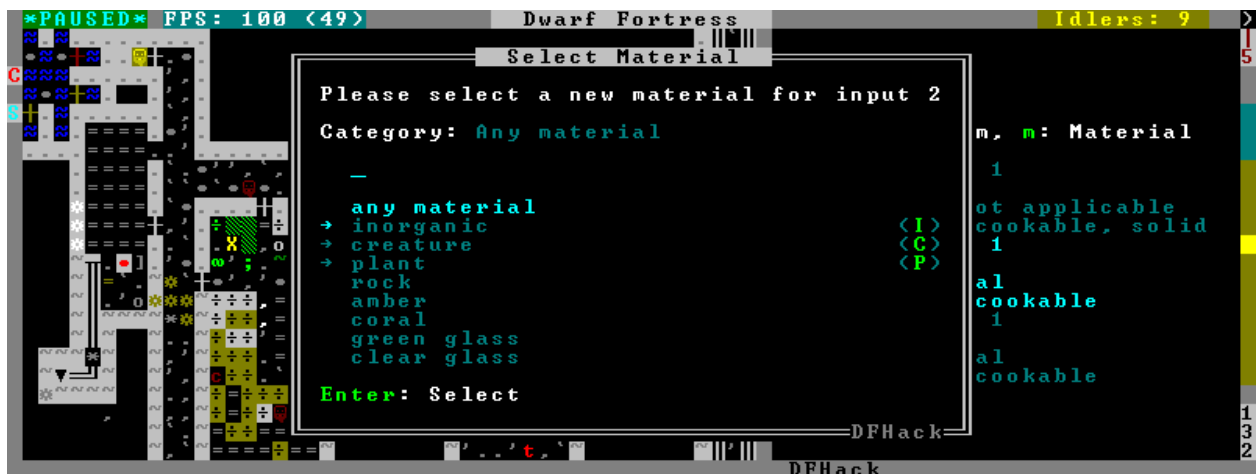 *PAUSED* FPS: 100 (49) Dwarf Fortress Idlers: 9
Select Material
Please select a new material for input 2
Category: Any material m, m: Material
1
any material ot applicable
inorganic <I> cookable, solid
creature <C> 1
plant <P>
rock al
amber cookable
coral 1
green glass
clear glass al
cookable
Enter: Select
DFHack
DFHack